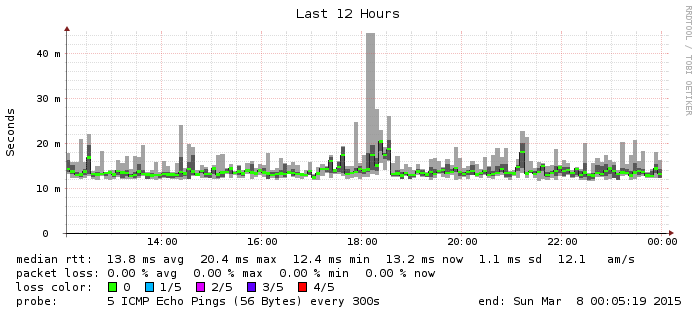 Last 12 Hours
RRDTOOL / TOBI OETIKER
Seconds
40 m
30 m
20 m
10 m
0
14:00 16:00 18:00 20:00 22:00 00:00
median rtt: 13.8 ms avg 20.4 ms max 12.4 ms min 13.2 ms now 1.1 ms sd 12.1 am/s
packet loss: 0.00 % avg 0.00 % max 0.00 % min 0.00 % now
loss color: 0 1/5 2/5 3/5 4/5
probe: 5 ICMP Echo Pings (56 Bytes) every 300s end: Sun Mar 8 00:05:19 2015